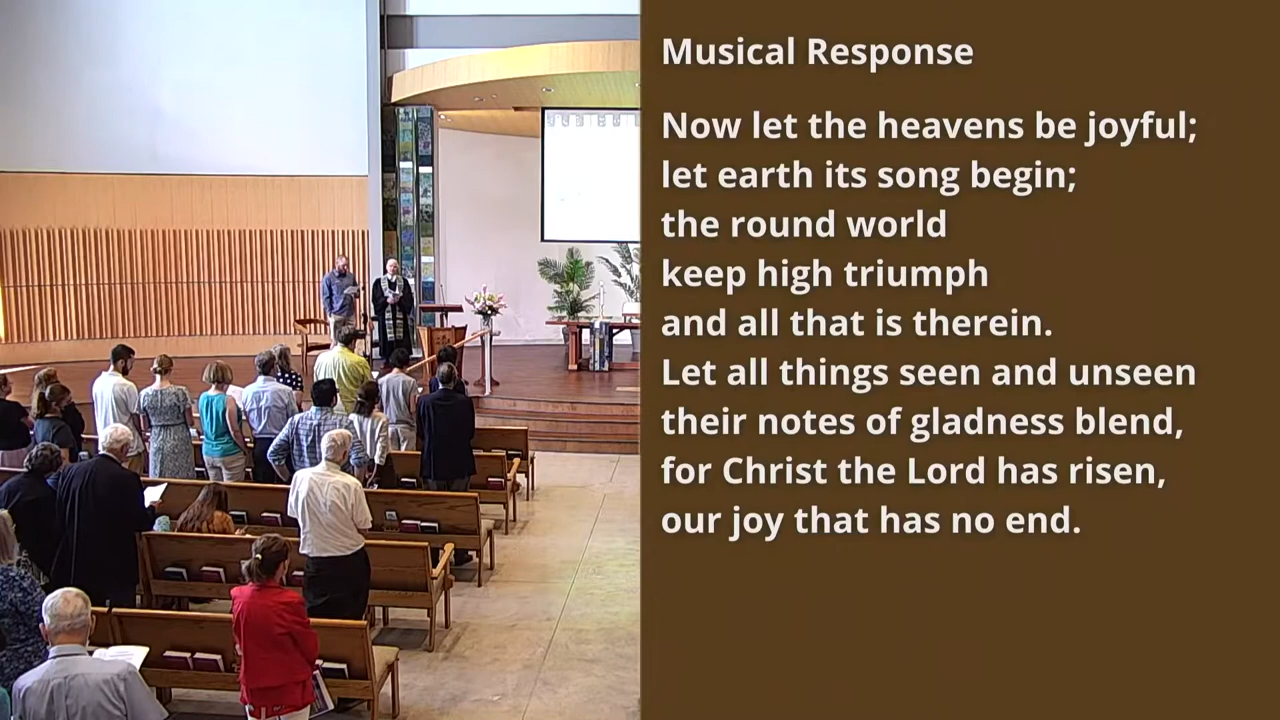 Musical Response
Now let the heavens be joyful;
let earth its song begin;
the round world
keep high triumph
and all that is therein.
Let all things seen and unseen
their notes of gladness blend,
for Christ the Lord has risen,
our joy that has no end.